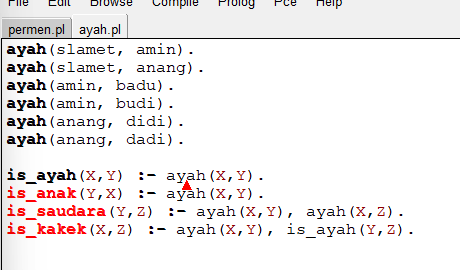 File Edit Browse Compile Prolog Pce Help
permen.pl ayah.pl
ayah(slamet, amin).
ayah(slamet, anang).
ayah(amin, badu).
ayah(amin, budi).
ayah(anang, didi).
ayah(anang, dadi).
is_ayah(X,Y) :- ayah(X,Y).
is_anak(Y,X) :- ayah(X,Y).
is_saudara(Y,Z) :- ayah(X,Y), ayah(X,Z).
is_kakek(X,Z) :- ayah(X,Y), is_ayah(Y,Z).